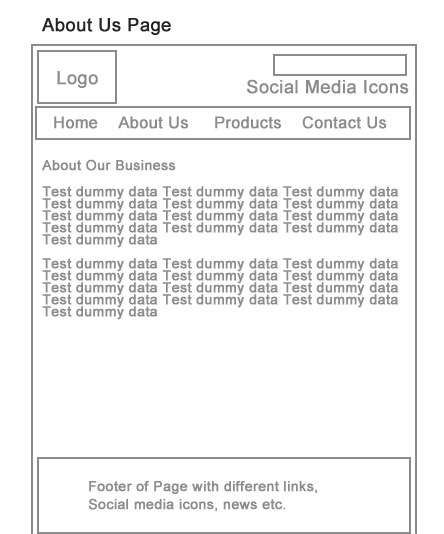 About Us Page
Logo
Social Media Icons
Home About Us Products Contact Us
About Our Business
Test dummy data Test dummy data Test dummy data
Test dummy data Test dummy data Test dummy data
Test dummy data Test dummy data Test dummy data
Test dummy data Test dummy data Test dummy data
Test dummy data
Test dummy data Test dummy data Test dummy data
Test dummy data Test dummy data Test dummy data
Test dummy data Test dummy data Test dummy data
Test dummy data Test dummy data Test dummy data
Test dummy data
Footer of Page with different links,
Social media icons, news etc.